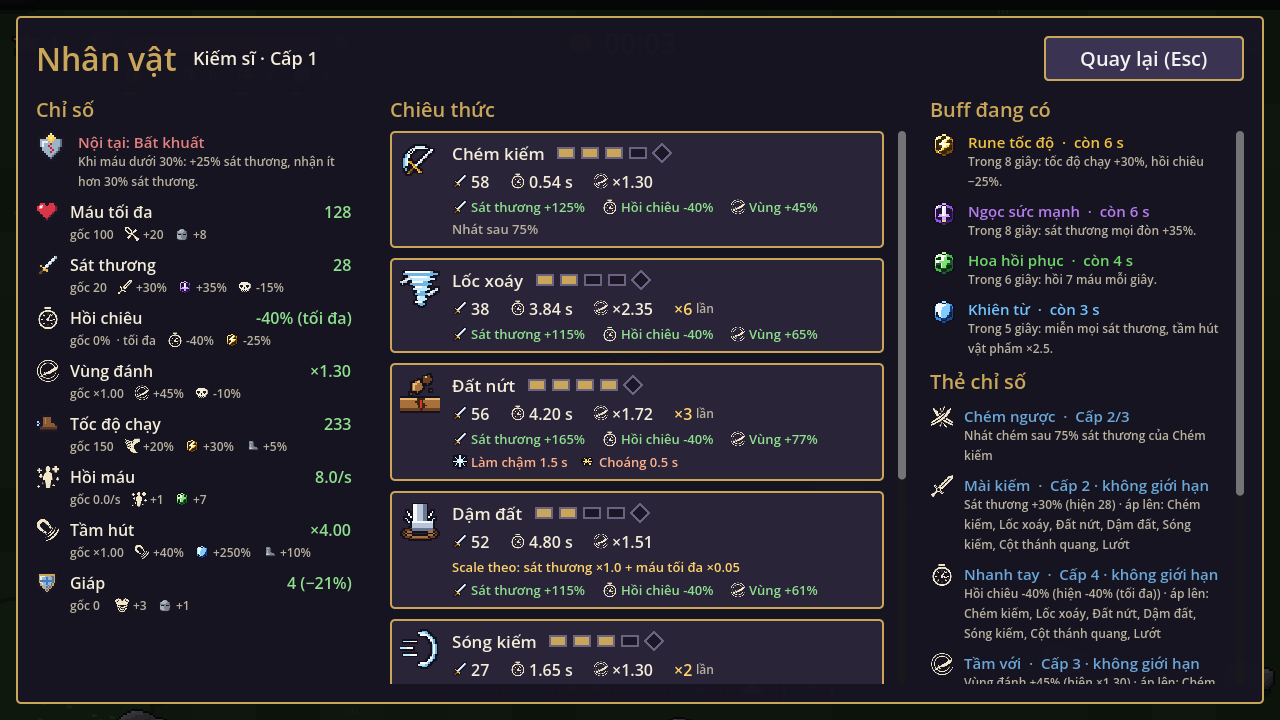 Nhân vật
Kiếm sĩ · Cấp 1
Quay lại (Esc)
Chỉ số
Nội tại: Bất khuất
Khi máu dưới 30%: +25% sát thương, nhận ít
hơn 30% sát thương.
Máu tối đa 128
gốc 100 +20 +8
Sát thương 28
gốc 20 +30% +35% -15%
Hồi chiêu -40% (tối đa)
gốc 0% · tối đa -40% -25%
Vùng đánh ×1.30
gốc ×1.00 +45% -10%
Tốc độ chạy 233
gốc 150 +20% +30% +5%
Hồi máu 8.0/s
gốc 0.0/s +1 +7
Tầm hút ×4.00
gốc ×1.00 +40% +250% +10%
Giáp 4 (−21%)
gốc 0 +3 +1
Chiêu thức
Chém kiếm
58 0.54 s ×1.30
Sát thương +125% Hồi chiêu -40% Vùng +45%
Nhát sau 75%
Lốc xoáy
38 3.84 s ×2.35 ×6 lần
Sát thương +115% Hồi chiêu -40% Vùng +65%
Đất nứt
56 4.20 s ×1.72 ×3 lần
Sát thương +165% Hồi chiêu -40% Vùng +77%
Làm chậm 1.5 s Choáng 0.5 s
Dậm đất
52 4.80 s ×1.51
Scale theo: sát thương ×1.0 + máu tối đa ×0.05
Sát thương +115% Hồi chiêu -40% Vùng +61%
Sóng kiếm
27 1.65 s ×1.30 ×2 lần
Buff đang có
Rune tốc độ · còn 6 s
Trong 8 giây: tốc độ chạy +30%, hồi chiêu
−25%.
Ngọc sức mạnh · còn 6 s
Trong 8 giây: sát thương mọi đòn +35%.
Hoa hồi phục · còn 4 s
Trong 6 giây: hồi 7 máu mỗi giây.
Khiên từ · còn 3 s
Trong 5 giây: miễn mọi sát thương, tầm hút
vật phẩm ×2.5.
Thẻ chỉ số
Chém ngược · Cấp 2/3
Nhát chém sau 75% sát thương của Chém
kiếm
Mài kiếm · Cấp 2 · không giới hạn
Sát thương +30% (hiện 28) · áp lên: Chém
kiếm, Lốc xoáy, Đất nứt, Dậm đất, Sóng
kiếm, Cột thánh quang, Lướt
Nhanh tay · Cấp 4 · không giới hạn
Hồi chiêu -40% (hiện -40% (tối đa)) · áp lên:
Chém kiếm, Lốc xoáy, Đất nứt, Dậm đất,
Sóng kiếm, Cột thánh quang, Lướt
Tầm với · Cấp 3 · không giới hạn
Vùng đánh +45% (hiện ×1.30) · áp lên: Chém